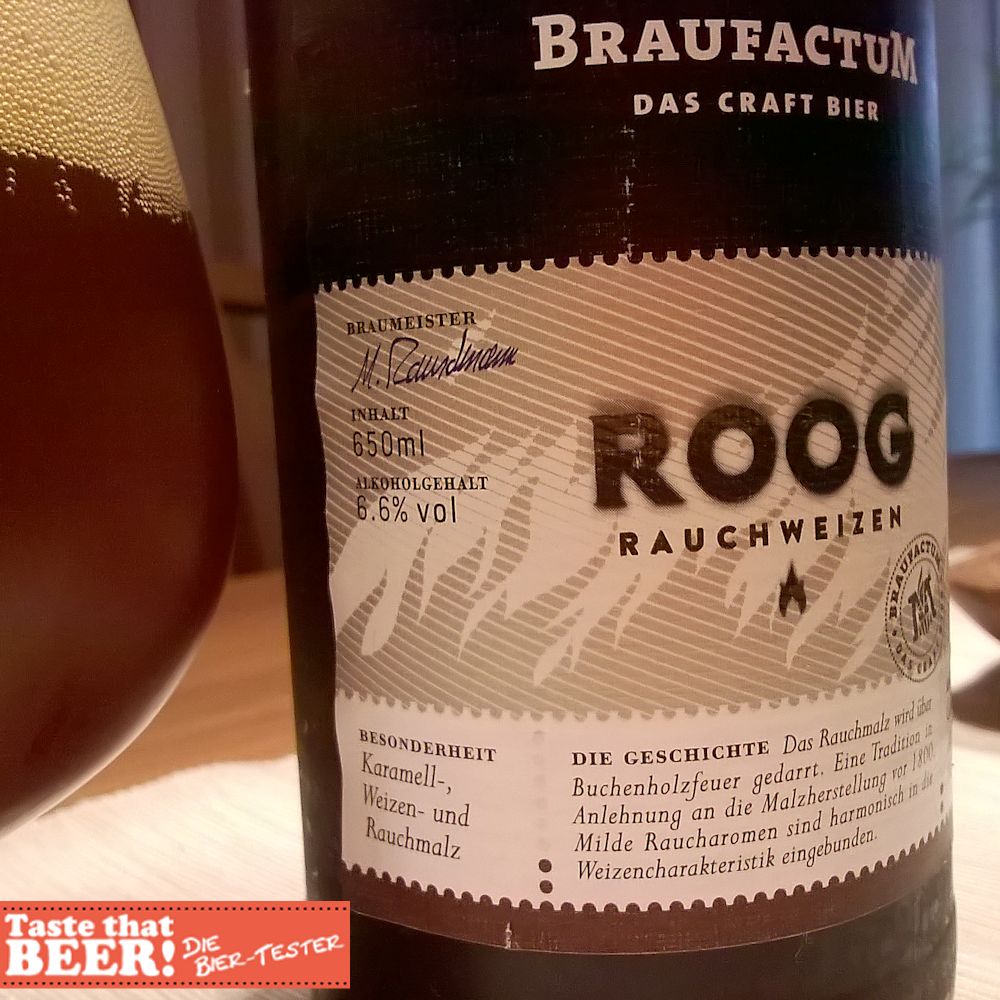 BRAUFACTUM
DAS CRAFT BIER
BRAUMEISTER
INHALT
650ml
ALKOHOLGEHALT
6.6% vol
ROOG
RAUCHWEIZEN
BRAUFACTUM
DAS CRAFT
BESONDERHEIT
Karamell-,
Weizen- und
Rauchmalz
DIE GESCHICHTE Das Rauchmalz wird über
Buchenholzfeuer gedarrt. Eine Tradition in
Anlehnung an die Malzherstellung vor 1800.
Milde Raucharomen sind harmonisch in die
Weizencharakteristik eingebunden.
Taste that
BEER!
DIE
BIER-TESTER